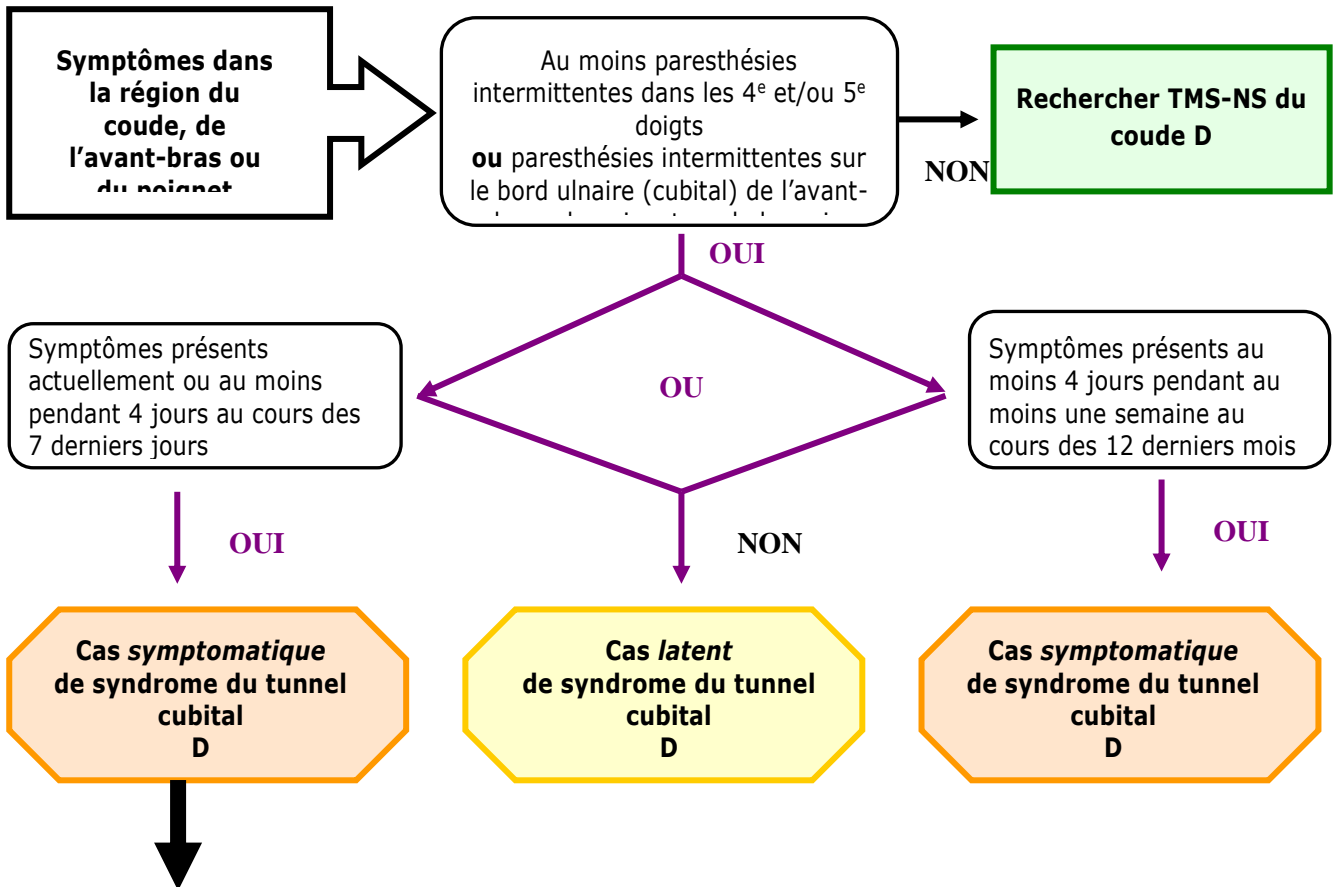 Symptômes dans
la région du
coude, de
l’avant-bras ou
du poignet
Au moins paresthésies
intermittentes dans les 4e et/ou 5e
doigts
ou paresthésies intermittentes sur
le bord ulnaire (cubital) de l’avant-
NON
Rechercher TMS-NS du
coude D
OUI
Symptômes présents
actuellement ou au moins
pendant 4 jours au cours des
7 derniers jours
OU
Symptômes présents au
moins 4 jours pendant au
moins une semaine au
cours des 12 derniers mois
OUI
NON
OUI
Cas symptomatique
de syndrome du tunnel
cubital
D
Cas latent
de syndrome du tunnel
cubital
D
Cas symptomatique
de syndrome du tunnel
cubital
D